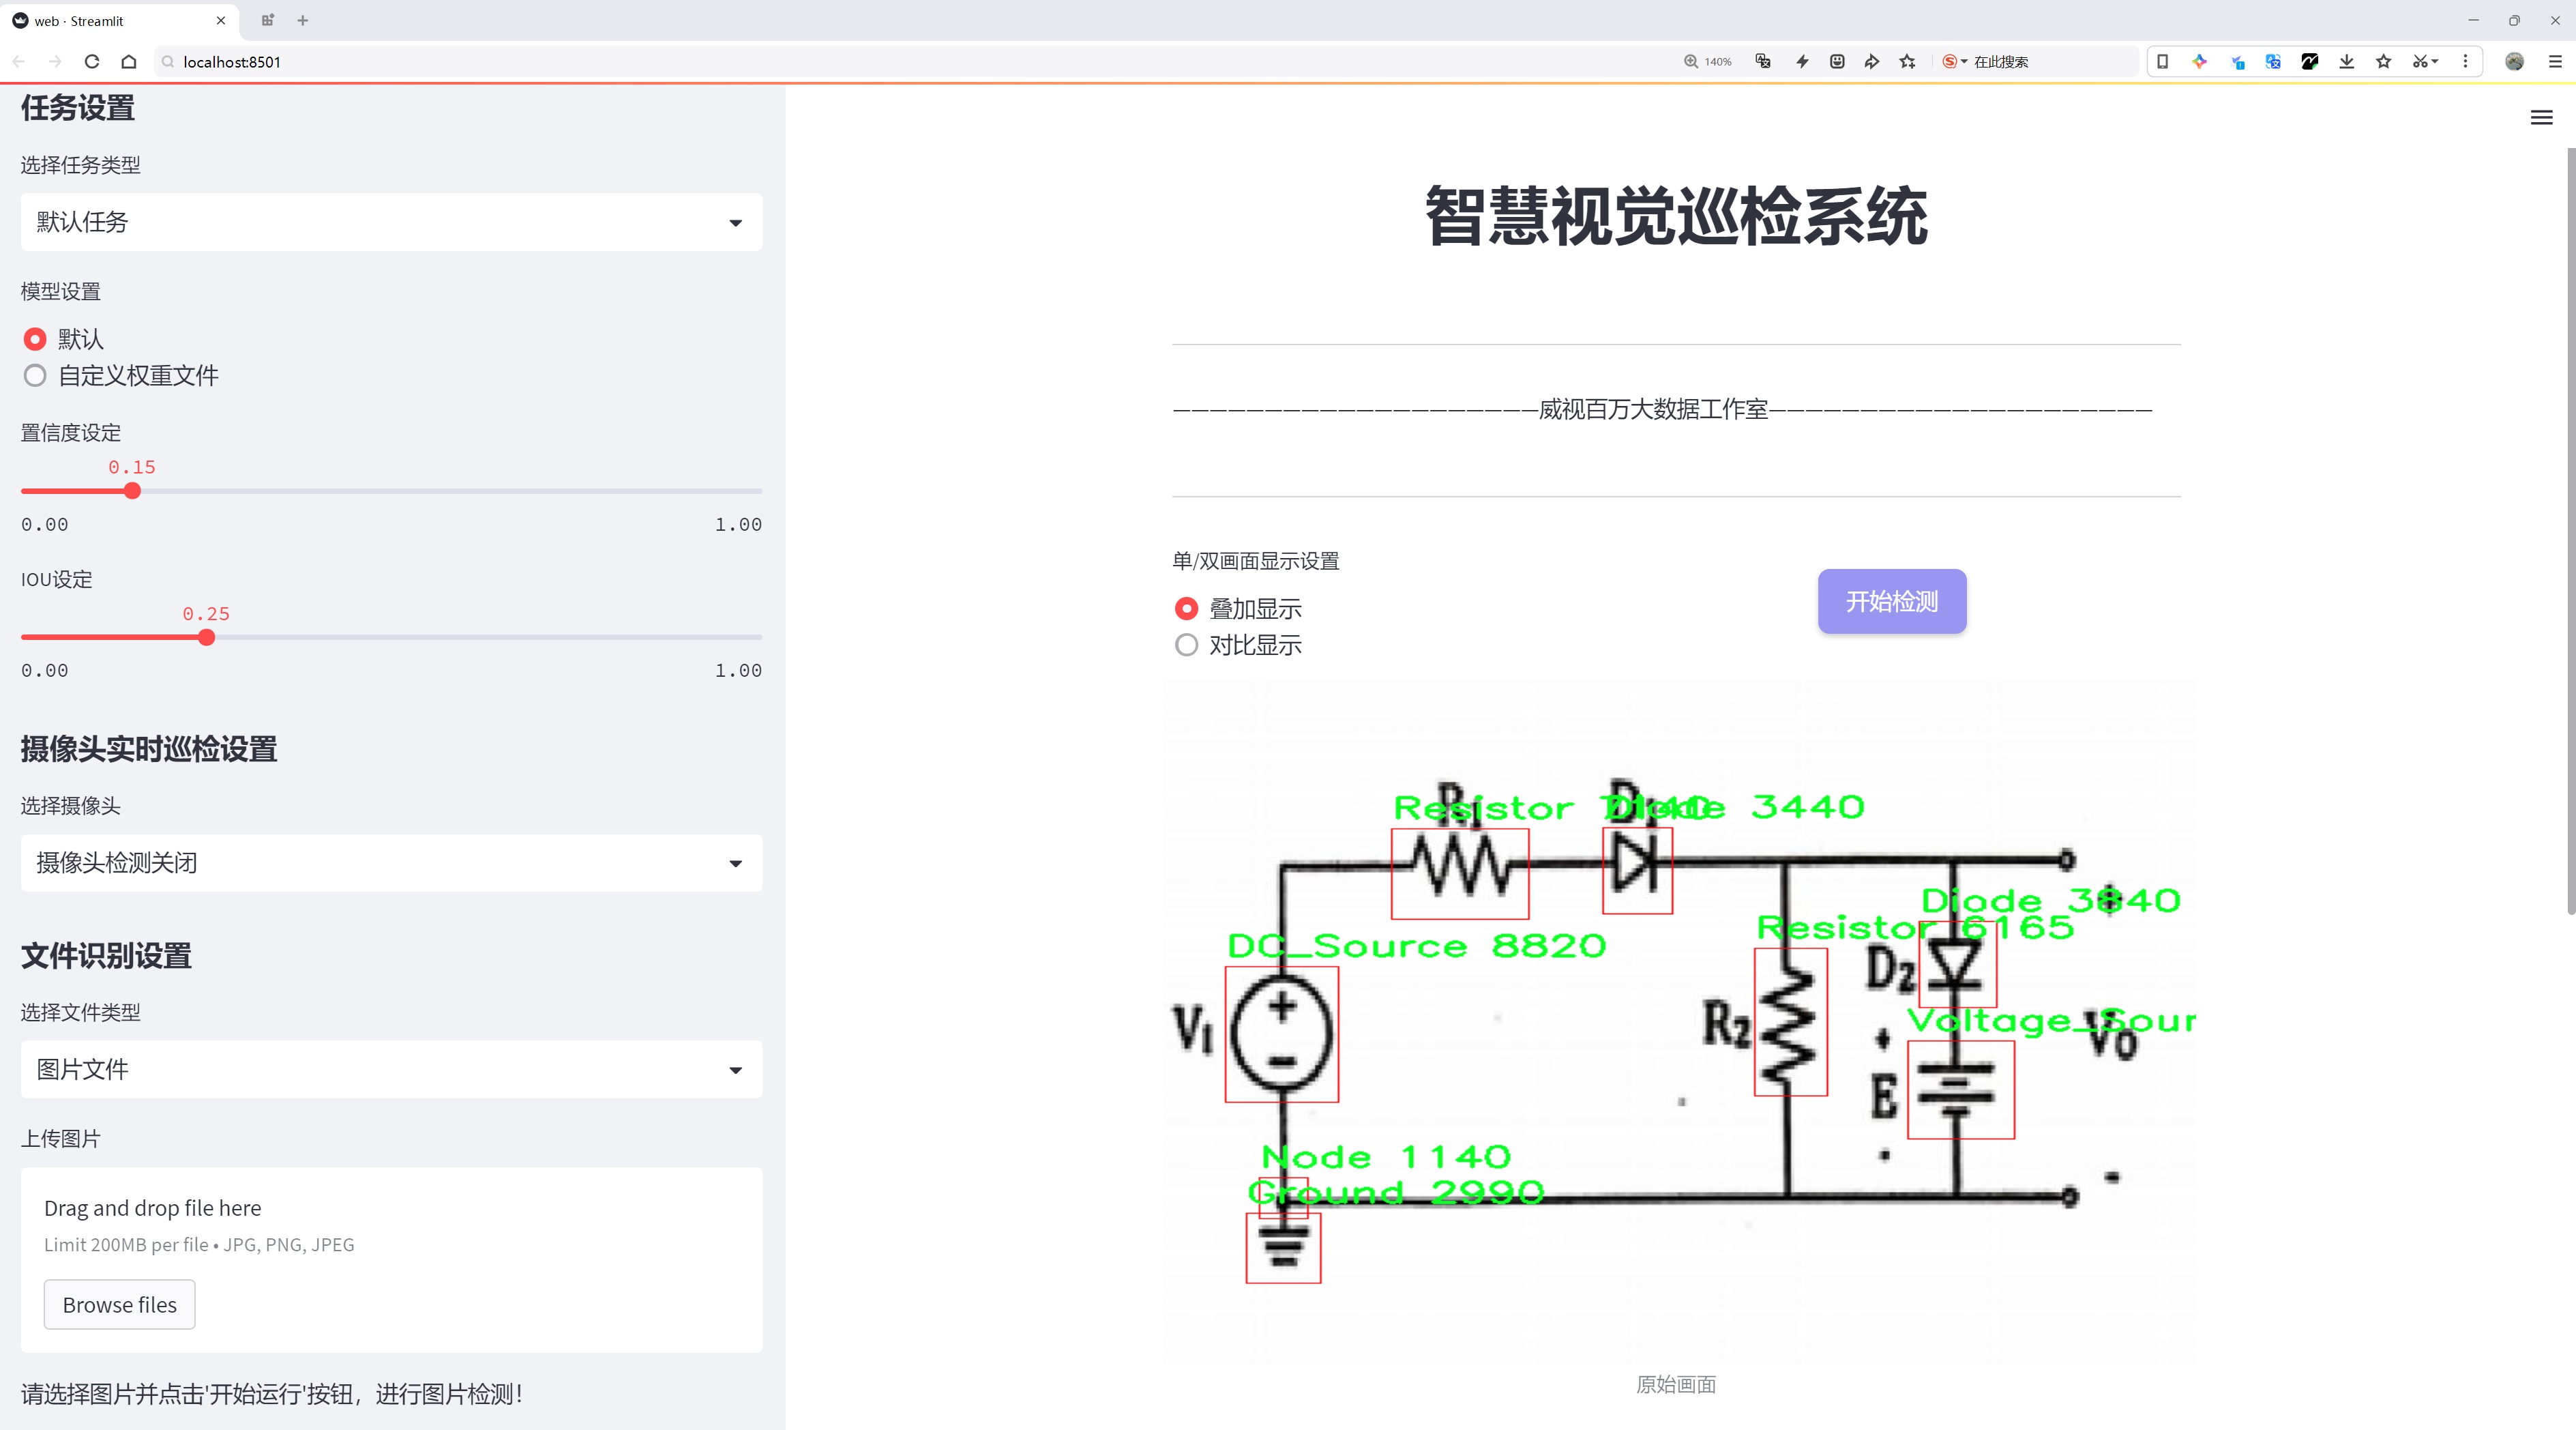 web · Streamlit
localhost:8501
140%
在此搜索
任务设置
选择任务类型
默认任务
模型设置
默认
自定义权重文件
置信度设定
0.15
0.00 1.00
IOU设定
0.25
0.00 1.00
摄像头实时巡检设置
选择摄像头
摄像头检测关闭
文件识别设置
选择文件类型
图片文件
上传图片
Drag and drop file here
Limit 200MB per file • JPG, PNG, JPEG
Browse files
请选择图片并点击'开始运行'按钮，进行图片检测！
智慧视觉巡检系统
————————————————————威视百万大数据工作室—————————————————————
单/双画面显示设置
叠加显示
对比显示
开始检测
R1 D1
Resistor Diode 3440
Diode 3840
Resistor 6165
DC_Source 8820
D2
Voltage_Sour
V1
+
−
R2
+
E
V0
Node 1140
Ground 2990
-
原始画面